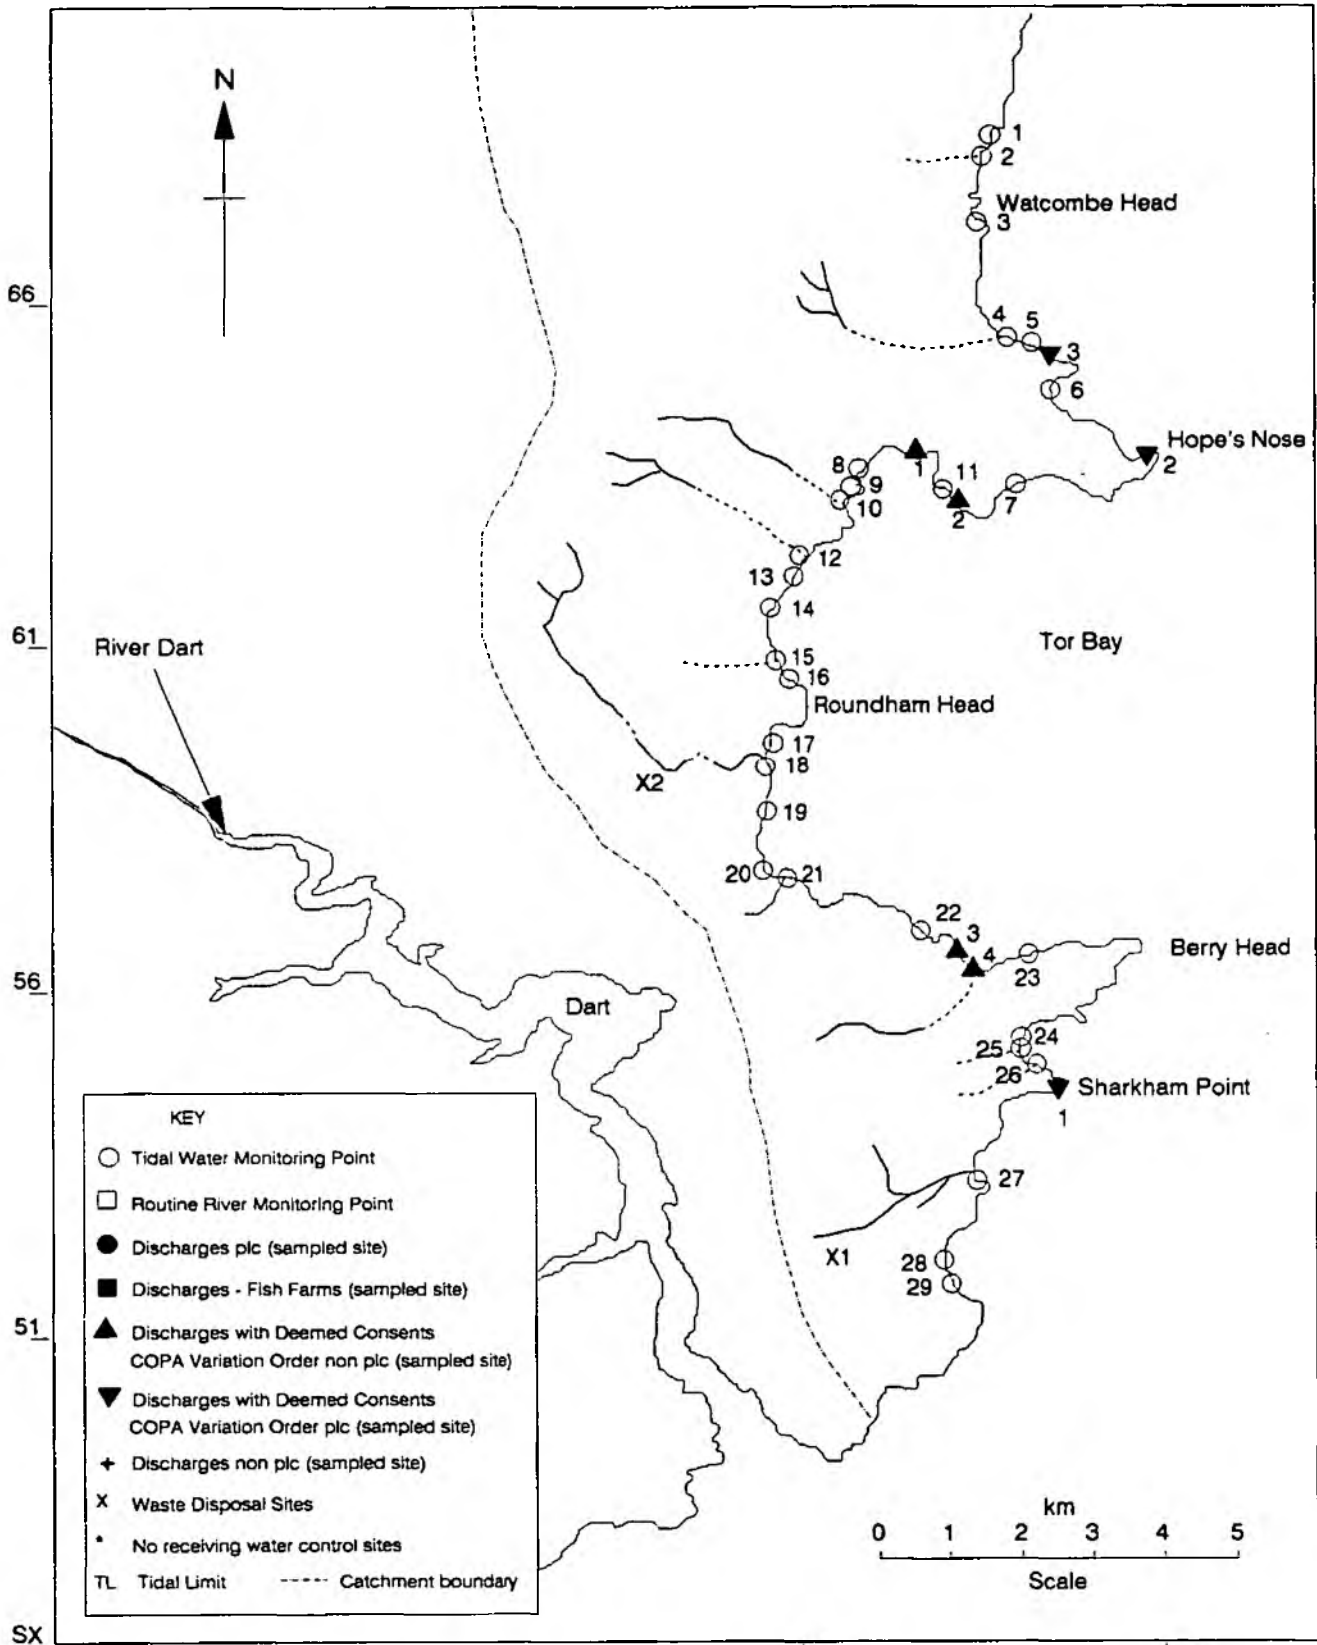 N
1
2
Watcombe Head
3
66
4
5
3
6
Hope's Nose
2
8
9
10
1
11
2
7
12
13
14
61
River Dart
Tor Bay
15
16
Roundham Head
17
18
X2
19
20
21
22
3
4
23
Berry Head
56
Dart
24
25
26
Sharkham Point
1
27
X1
28
29
51
KEY
Tidal Water Monitoring Point
Routine River Monitoring Point
Discharges plc (sampled site)
Discharges - Fish Farms (sampled site)
Discharges with Deemed Consents
COPA Variation Order non plc (sampled site)
Discharges with Deemed Consents
COPA Variation Order plc (sampled site)
+ Discharges non plc (sampled site)
X Waste Disposal Sites
No receiving water control sites
TL Tidal Limit ----- Catchment boundary
km
0 1 2 3 4 5
Scale
SX